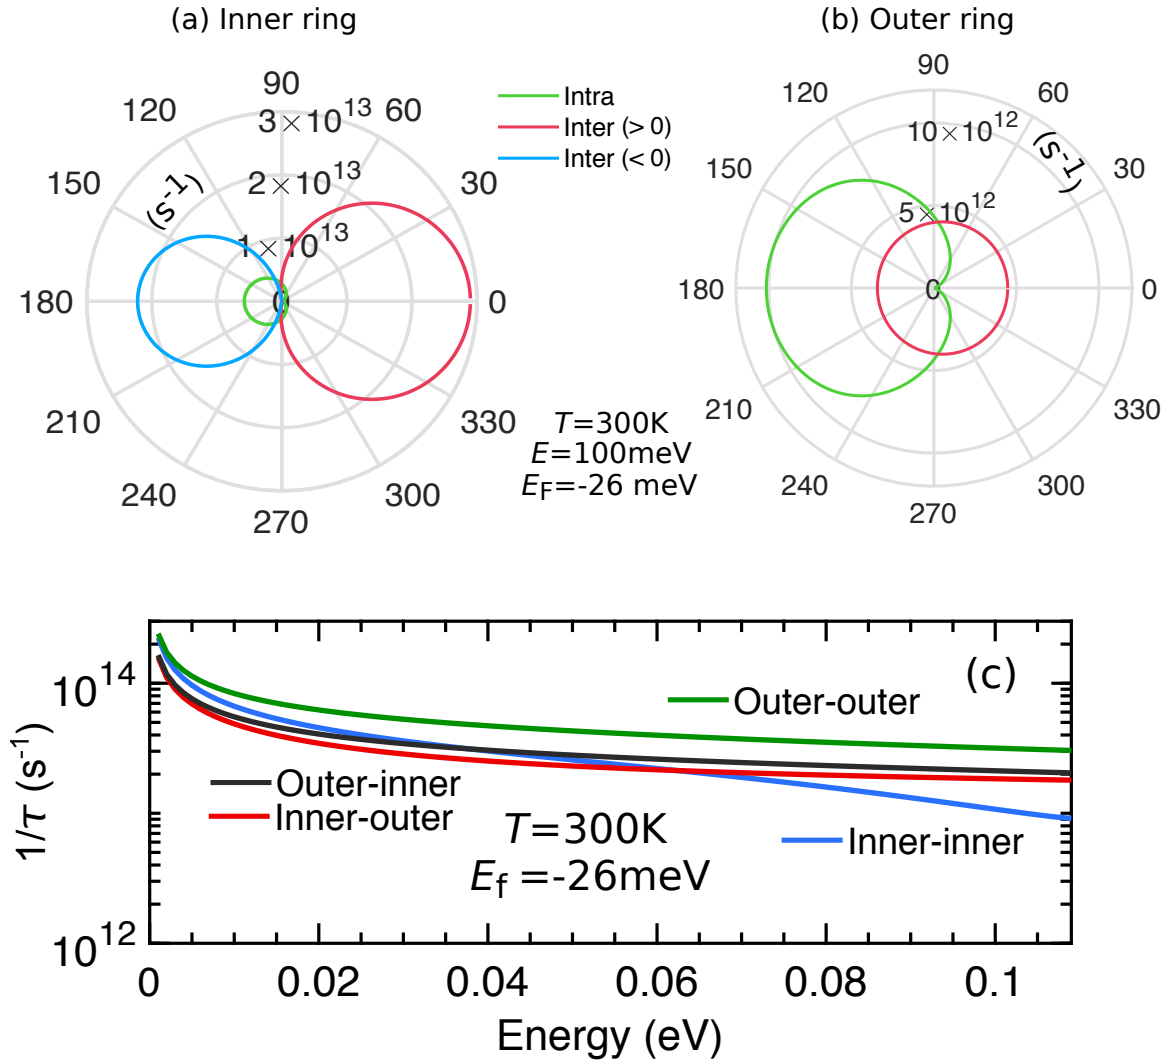 (a) Inner ring
(b) Outer ring
90
120
60
3 × 10¹³
150
30
2 × 10¹³
(s⁻¹)
1 × 10¹³
180
0
0
210
330
240
300
270
Intra
Inter (> 0)
Inter (< 0)
90
120
60
10 × 10¹²
(s⁻¹)
150
30
5 × 10¹²
180
0
0
210
330
240
300
270
T=300K
E=100meV
E_F=-26 meV
(c)
10¹⁴
10¹²
1/τ (s⁻¹)
Outer-outer
Outer-inner
Inner-outer
Inner-inner
T=300K
E_f =-26meV
0
0.02
0.04
0.06
0.08
0.1
Energy (eV)